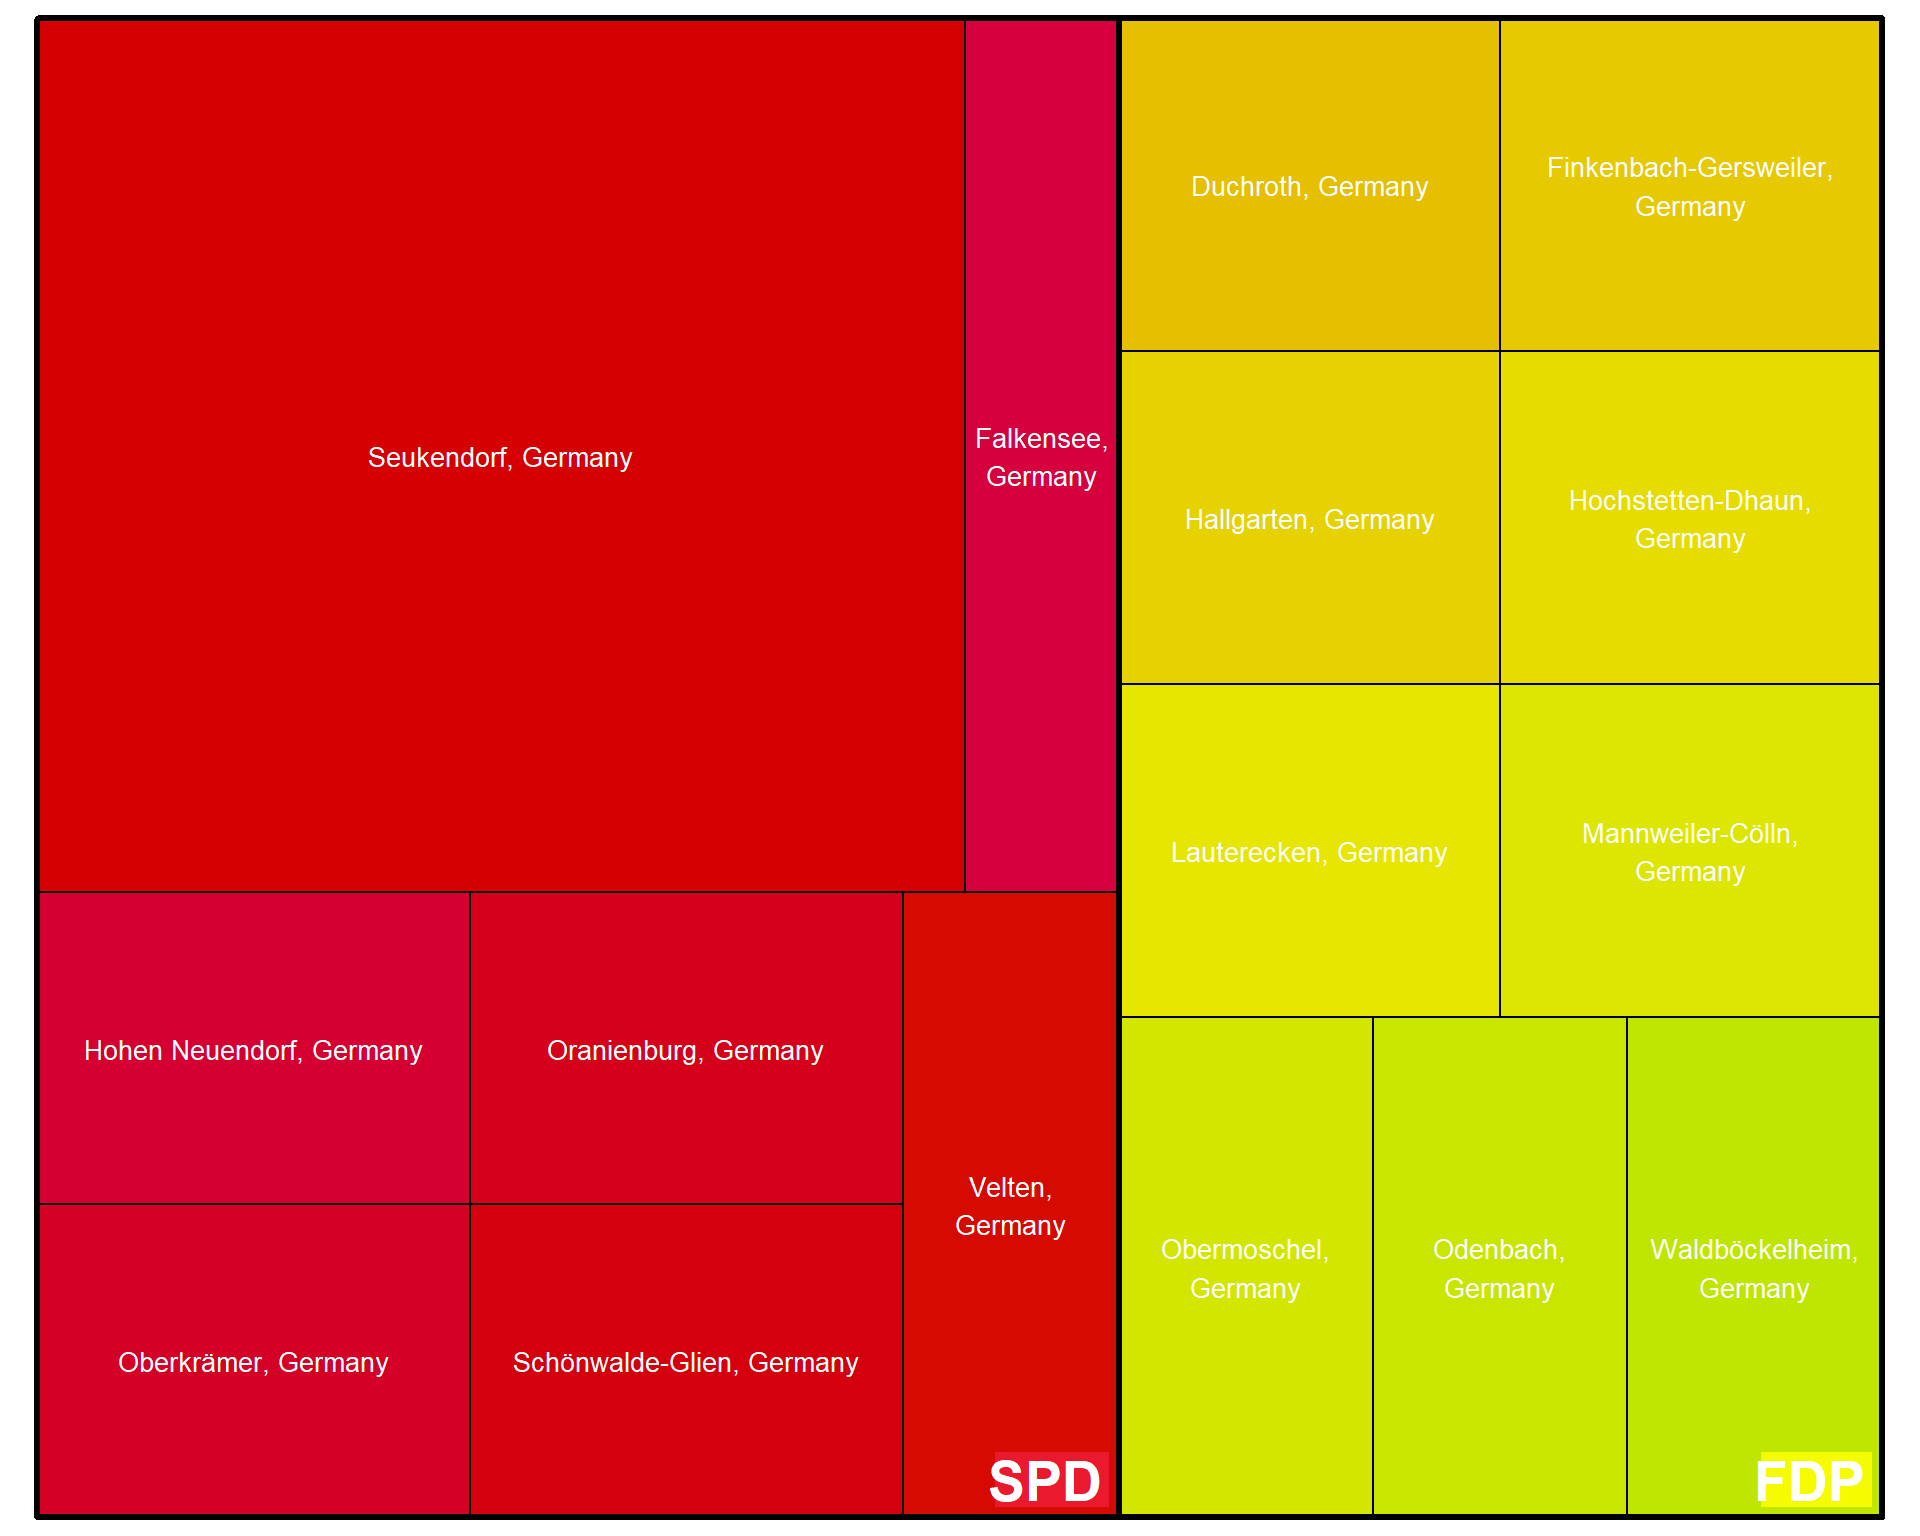 Seukendorf, Germany
Falkensee,
Germany
Hohen Neuendorf, Germany
Oranienburg, Germany
Oberkrämer, Germany
Schönwalde-Glien, Germany
Velten,
Germany
SPD
Duchroth, Germany
Finkenbach-Gersweiler,
Germany
Hallgarten, Germany
Hochstetten-Dhaun,
Germany
Lauterecken, Germany
Mannweiler-Cölln,
Germany
Obermoschel,
Germany
Odenbach,
Germany
Waldböckelheim,
Germany
FDP